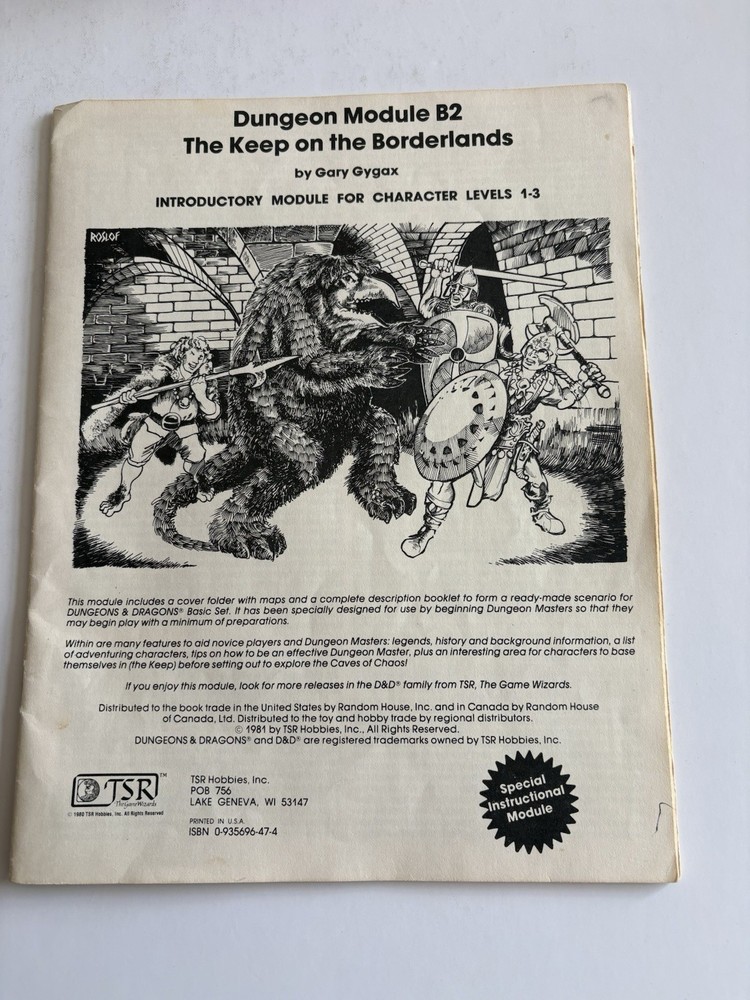 Dungeon Module B2
The Keep on the Borderlands
by Gary Gygax
INTRODUCTORY MODULE FOR CHARACTER LEVELS 1-3
ROSLOF
This module includes a cover folder with maps and a complete description booklet to form a ready-made scenario for
DUNGEONS & DRAGONS® Basic Set. It has been specially designed for use by beginning Dungeon Masters so that they
may begin play with a minimum of preparations.
Within are many features to aid novice players and Dungeon Masters: legends, history and background information, a list
of adventuring characters, tips on how to be an effective Dungeon Master, plus an interesting area for characters to base
themselves in (the Keep) before setting out to explore the Caves of Chaos!
If you enjoy this module, look for more releases in the D&D® family from TSR, The Game Wizards.
Distributed to the book trade in the United States by Random House, Inc. and in Canada by Random House
of Canada, Ltd. Distributed to the toy and hobby trade by regional distributors.
© 1981 by TSR Hobbies, Inc., All Rights Reserved.
DUNGEONS & DRAGONS® and D&D® are registered trademarks owned by TSR Hobbies, Inc.
TSR™
The Game Wizards
© 1980 TSR Hobbies, Inc. All Rights Reserved
TSR Hobbies, Inc.
POB 756
LAKE GENEVA, WI 53147
PRINTED IN U.S.A.
ISBN 0-935696-47-4
Special
Instructional
Module